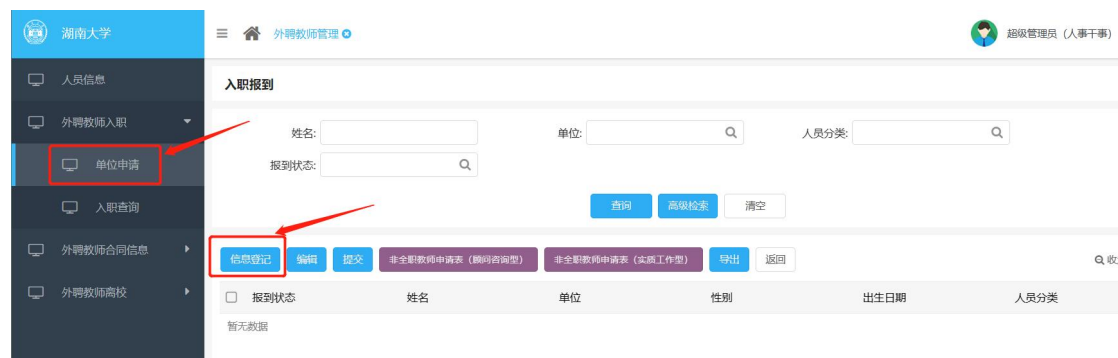 湖南大学
外聘教师管理
超级管理员（人事干事）
人员信息
外聘教师入职
单位申请
入职查询
外聘教师合同信息
外聘教师离校
入职报到
姓名:
单位:
人员分类:
报到状态:
查询 高级检索 清空
信息登记 编辑 提交 非全职教师申请表（顾问咨询型） 非全职教师申请表（实质工作型） 导出 返回 收
报到状态 姓名 单位 性别 出生日期 人员分类
暂无数据